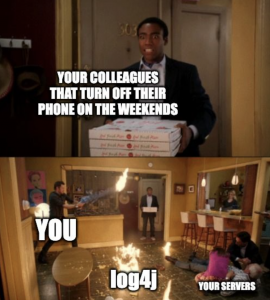 YOUR COLLEAGUES
THAT TURN OFF THEIR
PHONE ON THE WEEKENDS
YOU
log4j
YOUR SERVERS